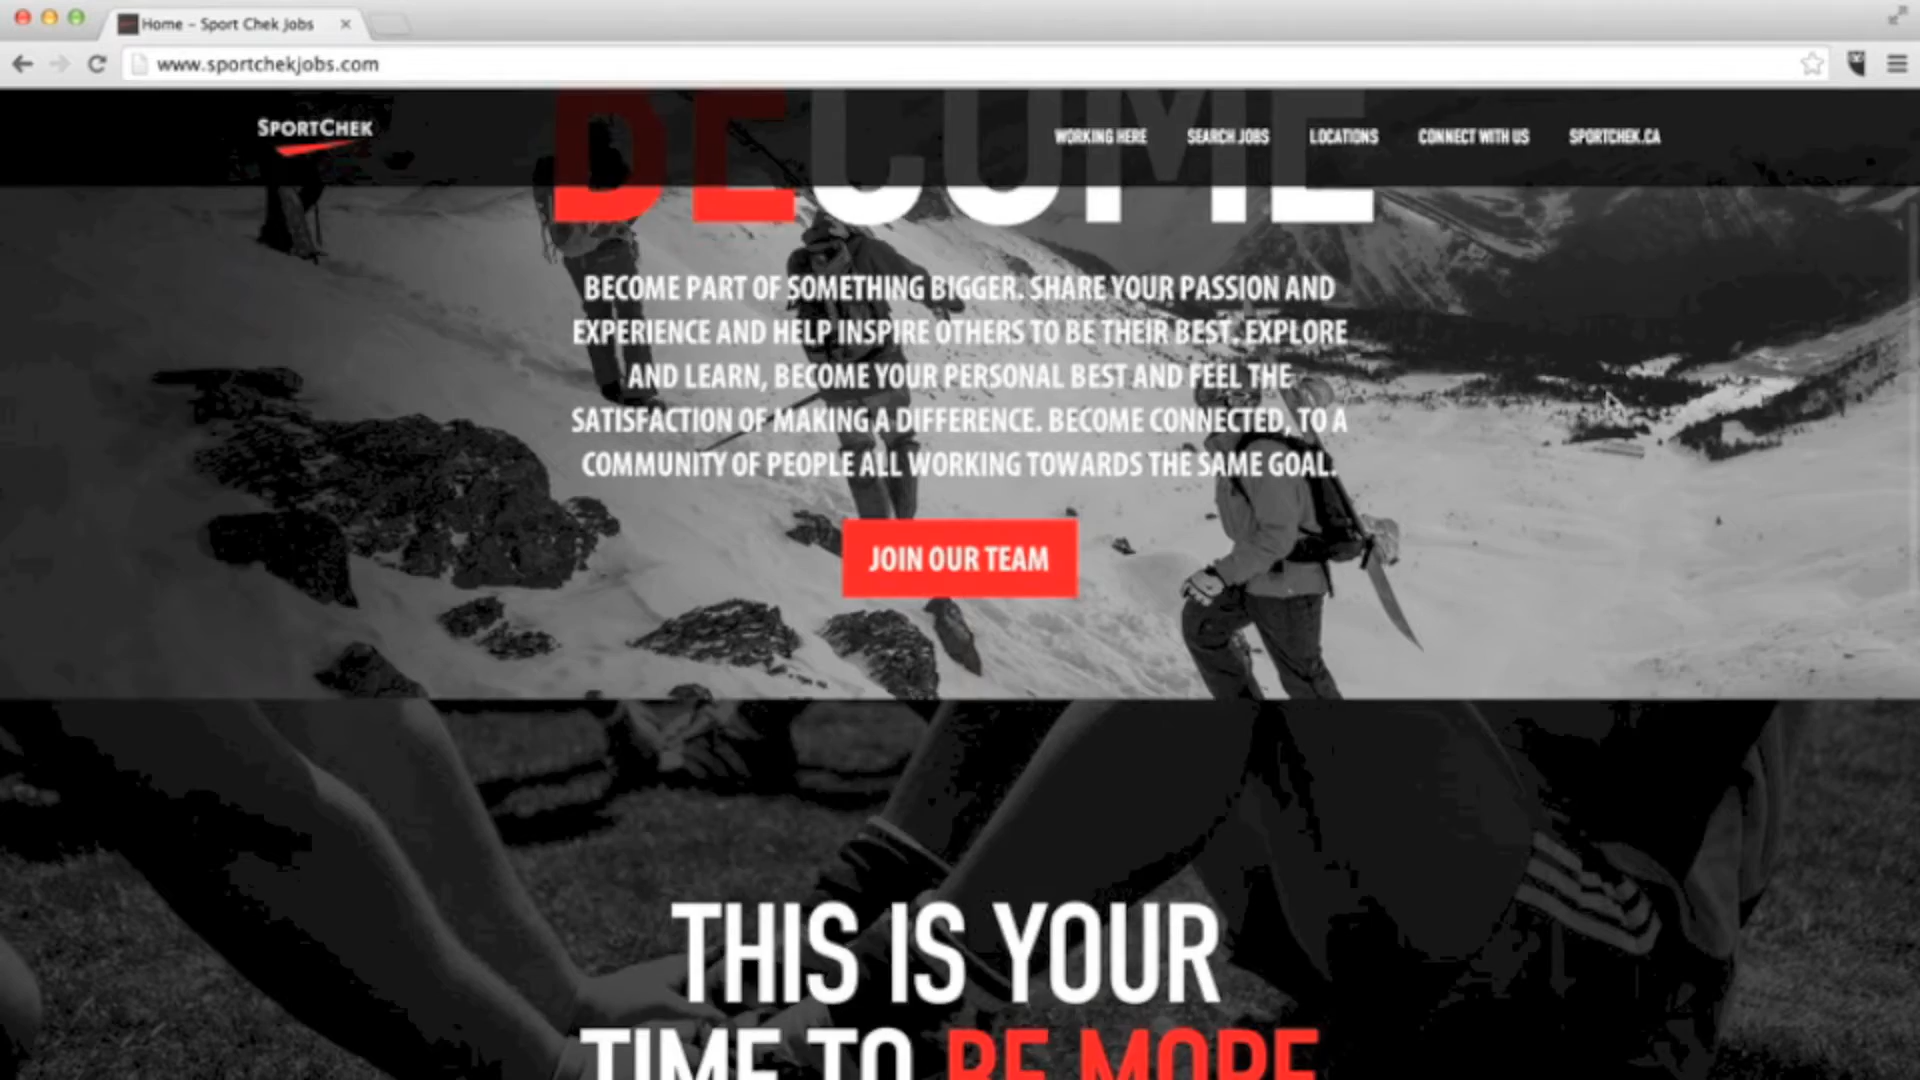 Home – Sport Chek Jobs
www.sportchekjobs.com
SPORTCHEK
WORKING HERE
SEARCH JOBS
LOCATIONS
CONNECT WITH US
SPORTCHEK.CA
BECOME
BECOME PART OF SOMETHING BIGGER. SHARE YOUR PASSION AND
EXPERIENCE AND HELP INSPIRE OTHERS TO BE THEIR BEST. EXPLORE
AND LEARN, BECOME YOUR PERSONAL BEST AND FEEL THE
SATISFACTION OF MAKING A DIFFERENCE. BECOME CONNECTED, TO A
COMMUNITY OF PEOPLE ALL WORKING TOWARDS THE SAME GOAL.
JOIN OUR TEAM
THIS IS YOUR
TIME TO BE MORE